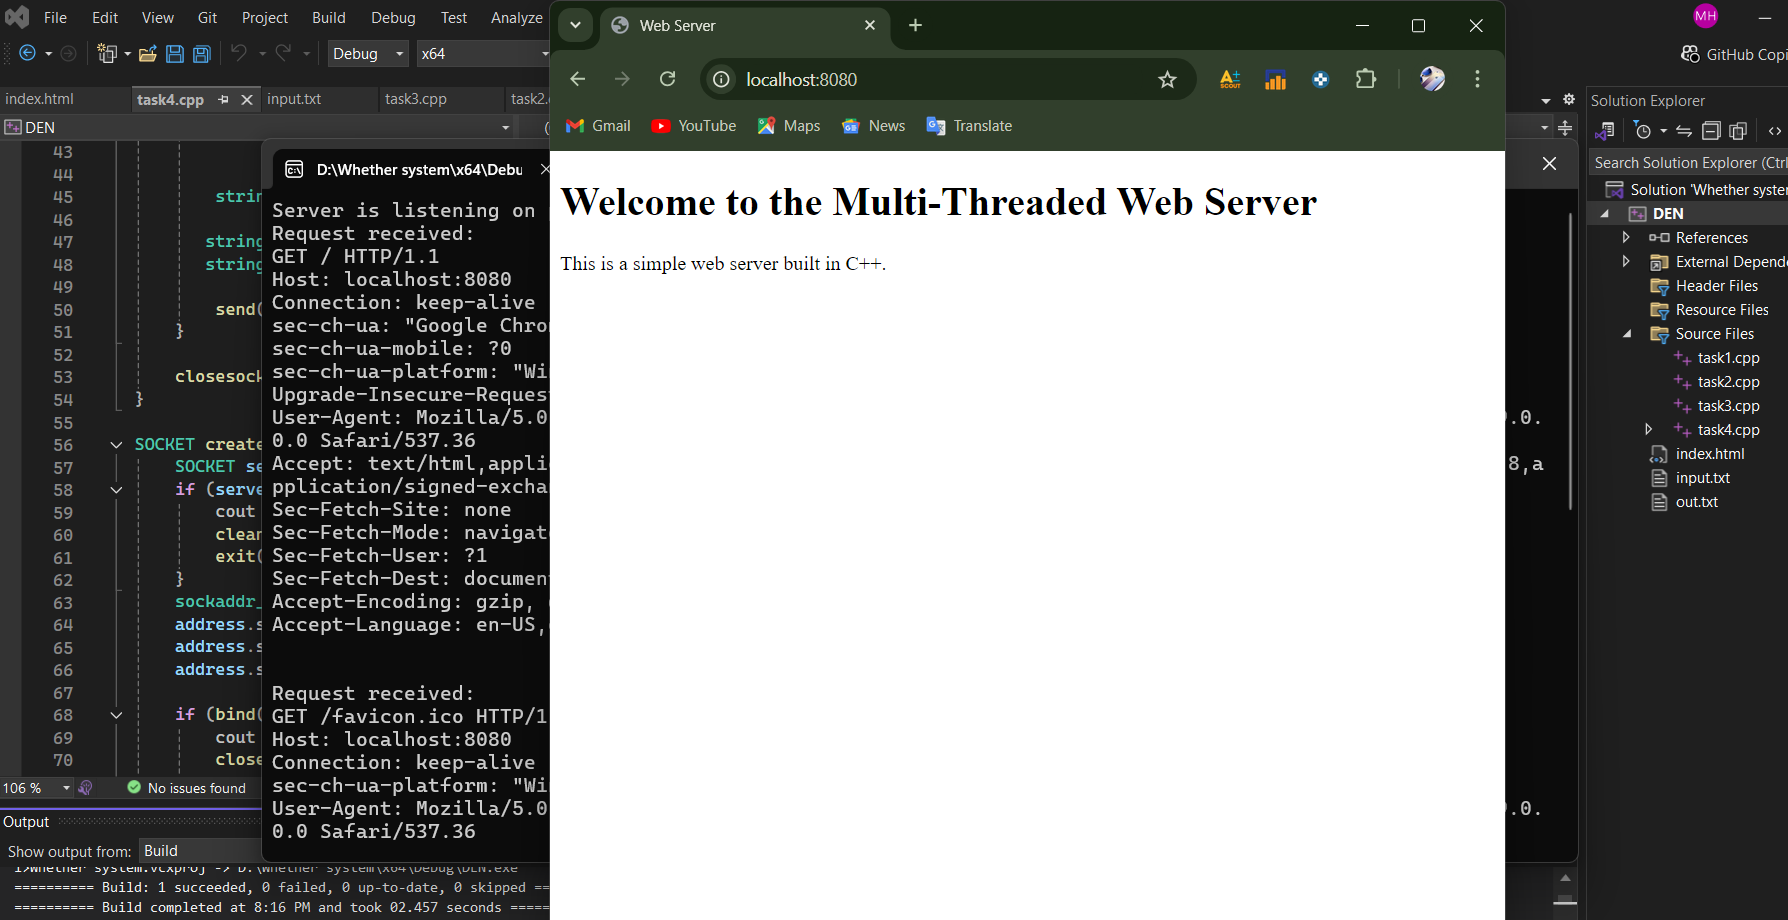 File Edit View Git Project Build Debug Test Analyze
MH
Debug x64
GitHub Copi
index.html task4.cpp input.txt task3.cpp task2.
DEN
43
44
45 strin
46
47 string
48 string
49
50 send(
51 }
52
53 closesock
54 }
55
56 SOCKET create
57 SOCKET se
58 if (serve
59 cout
60 clean
61 exit(
62 }
63 sockaddr_
64 address.s
65 address.s
66 address.s
67
68 if (bind(
69 cout
70 close
106 % No issues found
Output
Show output from: Build
1>Whether system.vcxproj -> D:\Whether system\x64\Debug\DEN.exe
========== Build: 1 succeeded, 0 failed, 0 up-to-date, 0 skipped ==
========== Build completed at 8:16 PM and took 02.457 seconds =====
D:\Whether system\x64\Debu
Server is listening on
Request received:
GET / HTTP/1.1
Host: localhost:8080
Connection: keep-alive
sec-ch-ua: "Google Chro
sec-ch-ua-mobile: ?0
sec-ch-ua-platform: "Wi
Upgrade-Insecure-Request
User-Agent: Mozilla/5.0 .0.
0.0 Safari/537.36
Accept: text/html,applic 8,a
pplication/signed-exchan
Sec-Fetch-Site: none
Sec-Fetch-Mode: navigate
Sec-Fetch-User: ?1
Sec-Fetch-Dest: document
Accept-Encoding: gzip,
Accept-Language: en-US,
Request received:
GET /favicon.ico HTTP/1
Host: localhost:8080
Connection: keep-alive
sec-ch-ua-platform: "Wi
User-Agent: Mozilla/5.0 .0.
0.0 Safari/537.36
Web Server
localhost:8080
A± SCOUT
Gmail YouTube Maps News Translate
Welcome to the Multi-Threaded Web Server
This is a simple web server built in C++.
Solution Explorer
Search Solution Explorer (Ctrl
Solution 'Whether syster
DEN
References
External Depende
Header Files
Resource Files
Source Files
task1.cpp
task2.cpp
task3.cpp
task4.cpp
index.html
input.txt
out.txt